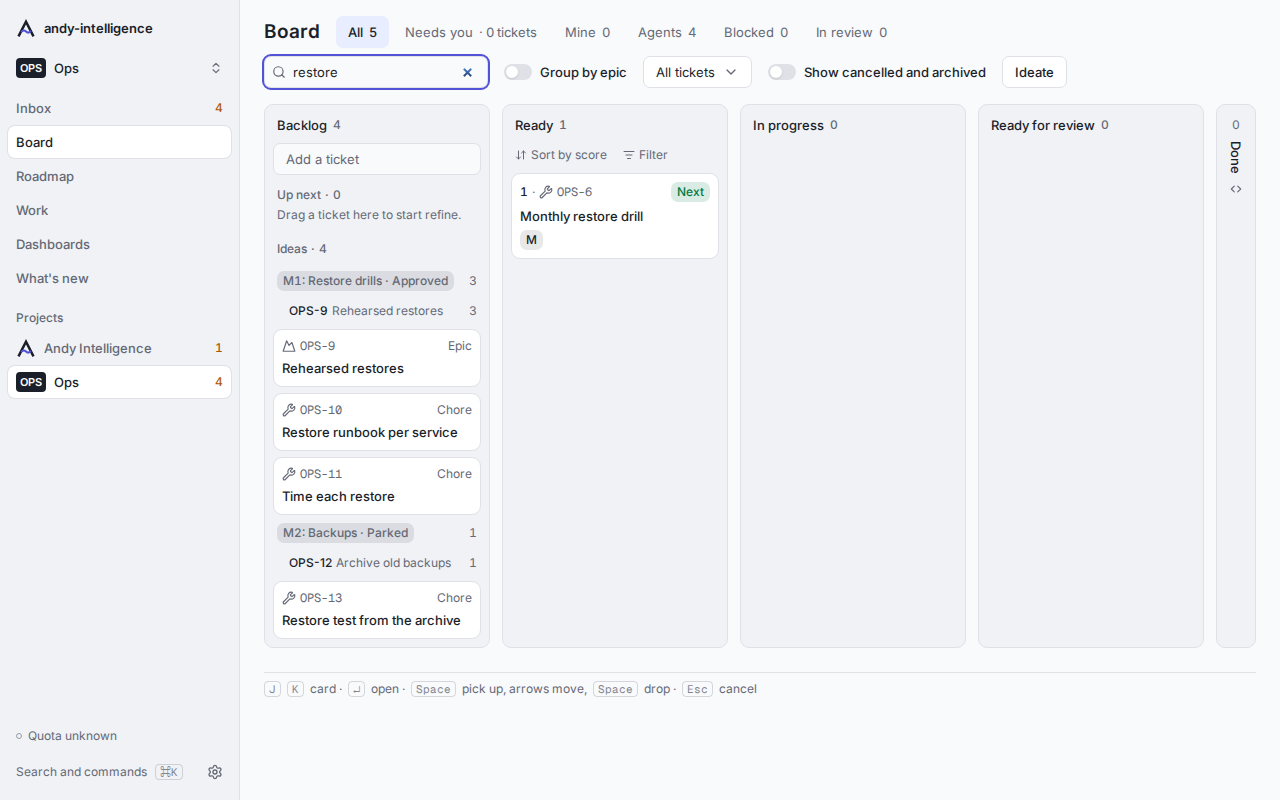 andy-intelligence
OPS Ops
Inbox 4
Board
Roadmap
Work
Dashboards
What's new
Projects
Andy Intelligence 1
OPS Ops 4
Quota unknown
Search and commands ⌘K
Board All 5 Needs you · 0 tickets Mine 0 Agents 4 Blocked 0 In review 0
restore Group by epic All tickets Show cancelled and archived Ideate
Backlog 4
Add a ticket
Up next · 0
Drag a ticket here to start refine.
Ideas · 4
M1: Restore drills · Approved 3
OPS-9 Rehearsed restores 3
OPS-9 Epic
Rehearsed restores
OPS-10 Chore
Restore runbook per service
OPS-11 Chore
Time each restore
M2: Backups · Parked 1
OPS-12 Archive old backups 1
OPS-13 Chore
Restore test from the archive
Ready 1
Sort by score Filter
1 · OPS-6 Next
Monthly restore drill
M
In progress 0
Ready for review 0
0
Done
J K card · ↵ open · Space pick up, arrows move, Space drop · Esc cancel